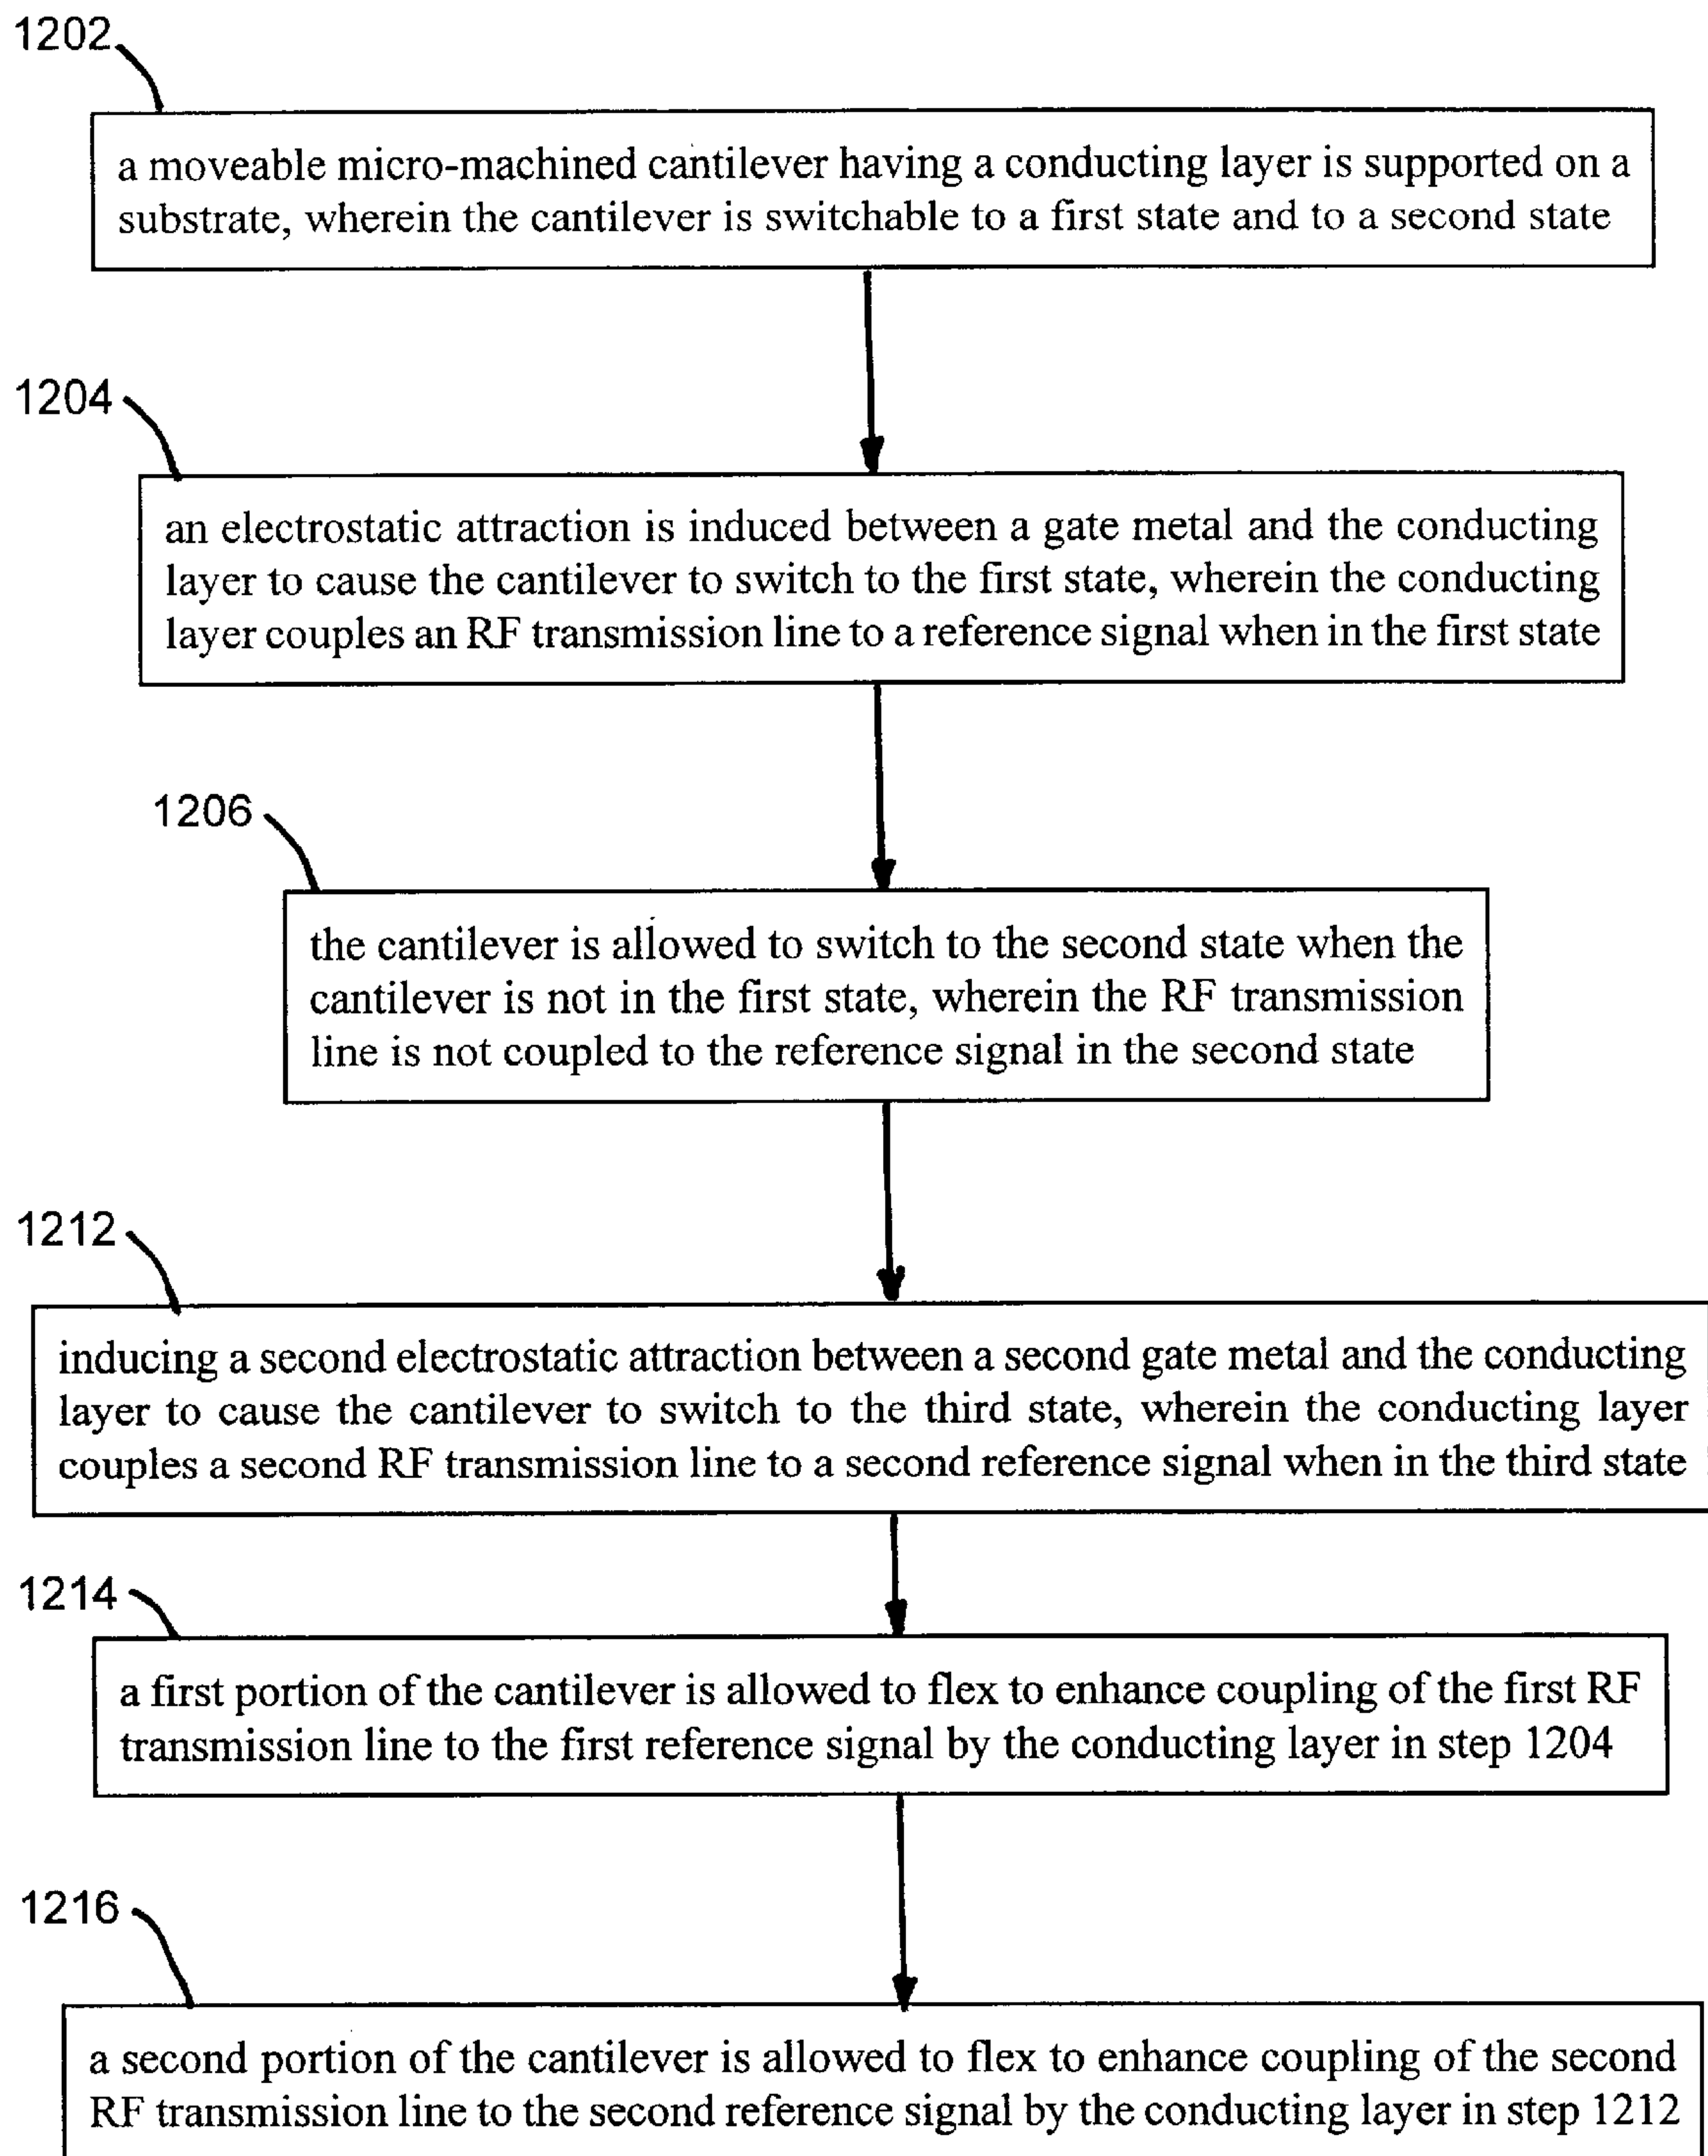 1202
a moveable micro-machined cantilever having a conducting layer is supported on a
substrate, wherein the cantilever is switchable to a first state and to a second state
1204
an electrostatic attraction is induced between a gate metal and the conducting
layer to cause the cantilever to switch to the first state, wherein the conducting
layer couples an RF transmission line to a reference signal when in the first state
1206
the cantilever is allowed to switch to the second state when the
cantilever is not in the first state, wherein the RF transmission
line is not coupled to the reference signal in the second state
1212
inducing a second electrostatic attraction between a second gate metal and the conducting
layer to cause the cantilever to switch to the third state, wherein the conducting layer
couples a second RF transmission line to a second reference signal when in the third state
1214
a first portion of the cantilever is allowed to flex to enhance coupling of the first RF
transmission line to the first reference signal by the conducting layer in step 1204
1216
a second portion of the cantilever is allowed to flex to enhance coupling of the second
RF transmission line to the second reference signal by the conducting layer in step 1212